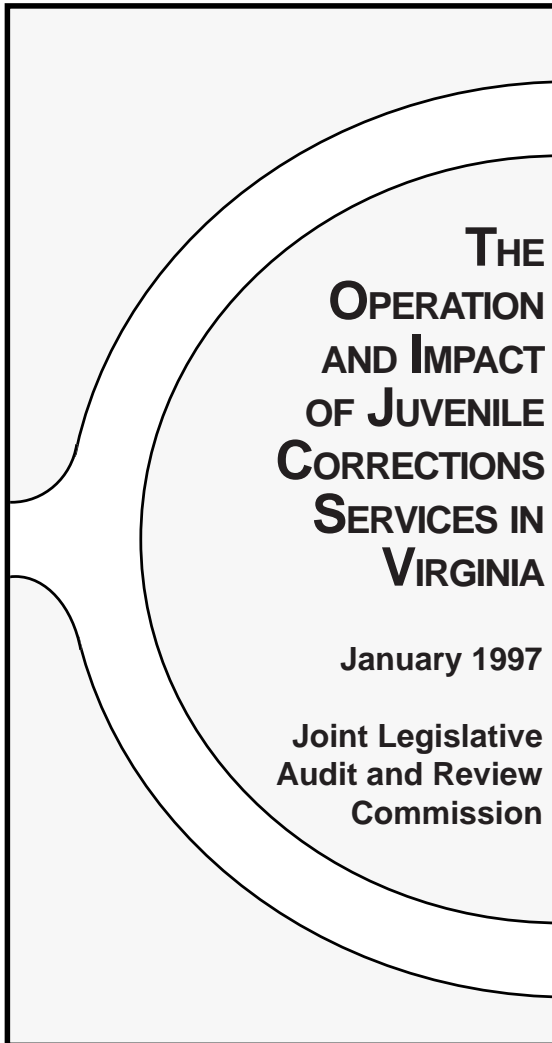 THE
OPERATION
AND IMPACT
OF JUVENILE
CORRECTIONS
SERVICES IN
VIRGINIA
January 1997
Joint Legislative
Audit and Review
Commission